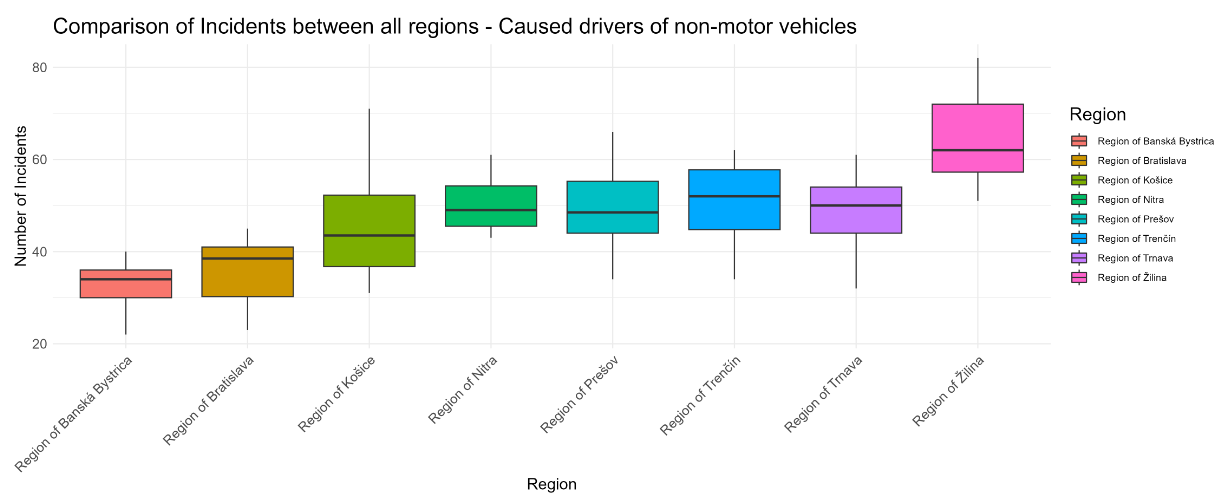 Comparison of Incidents between all regions - Caused drivers of non-motor vehicles
Number of Incidents
80
60
40
20
Region of Banská Bystrica
Region of Bratislava
Region of Košice
Region of Nitra
Region of Prešov
Region of Trenčín
Region of Trnava
Region of Žilina
Region
Region
Region of Banská Bystrica
Region of Bratislava
Region of Košice
Region of Nitra
Region of Prešov
Region of Trenčín
Region of Trnava
Region of Žilina